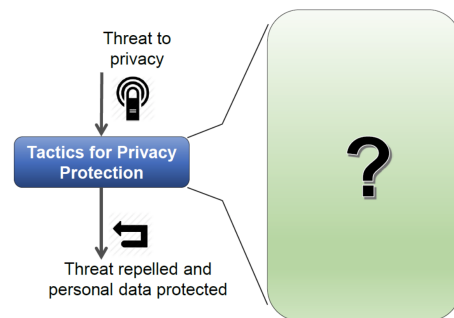 Threat to
privacy
Tactics for Privacy
Protection
Threat repelled and
personal data protected
?